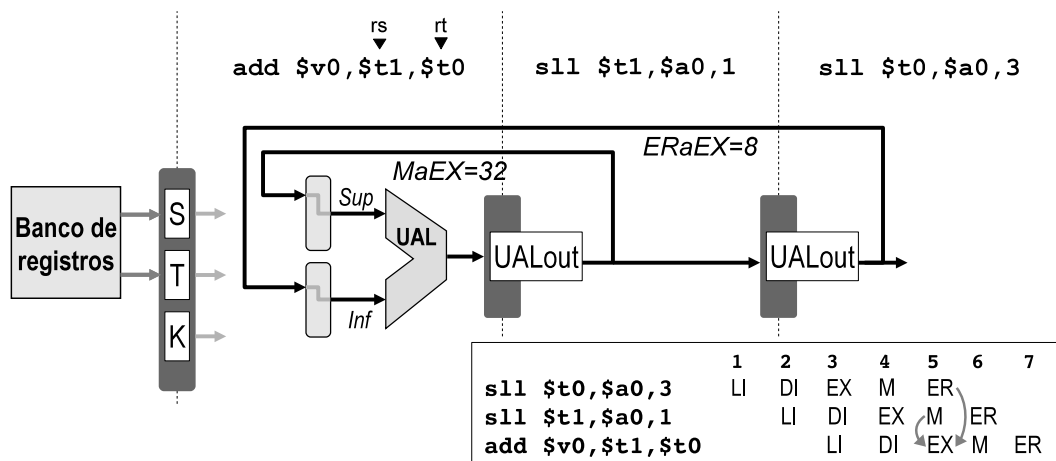 rs rt
add $v0,$t1,$t0 sll $t1,$a0,1 sll $t0,$a0,3
ERaEX=8
MaEX=32
Sup
S
Banco de
registros
UAL
UALout
UALout
T
Inf
K
1 2 3 4 5 6 7
sll $t0,$a0,3 LI DI EX M ER
sll $t1,$a0,1 LI DI EX M ER
add $v0,$t1,$t0 LI DI EX M ER